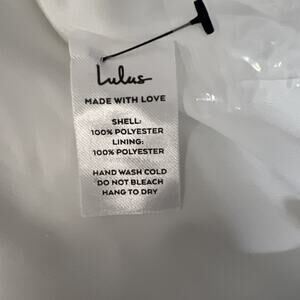 Lulus
MADE WITH LOVE
SHELL:
100% POLYESTER
LINING:
100% POLYESTER
HAND WASH COLD
DO NOT BLEACH
HANG TO DRY